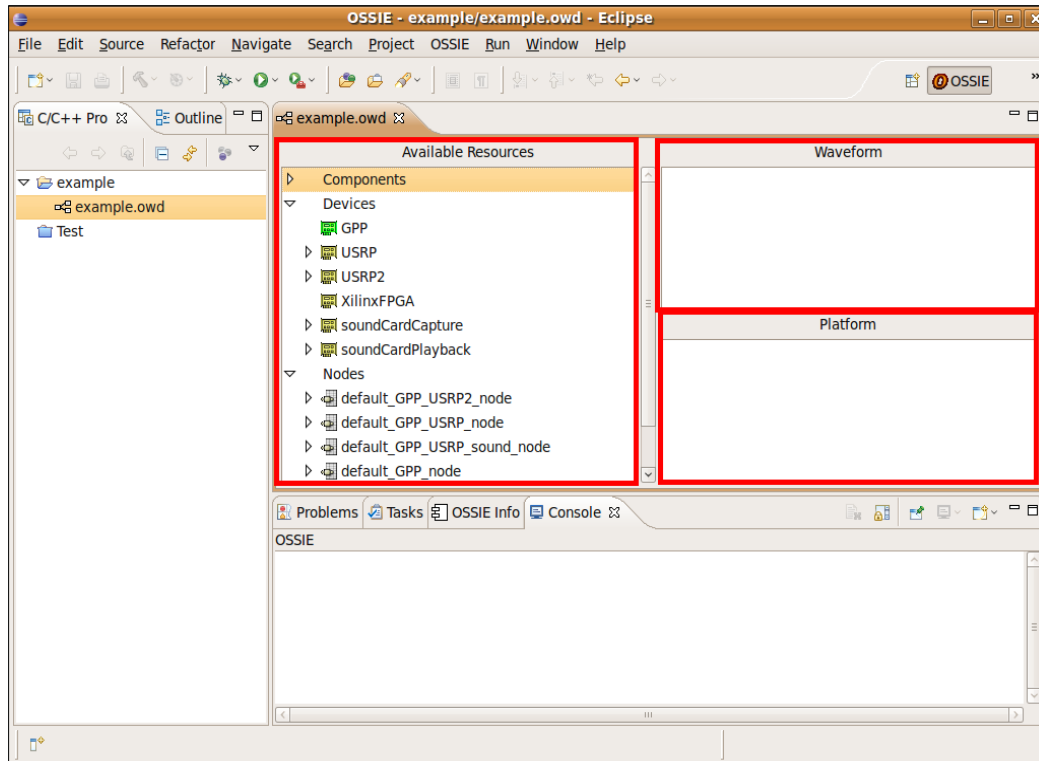 OSSIE - example/example.owd - Eclipse
File Edit Source Refactor Navigate Search Project OSSIE Run Window Help
OSSIE »
C/C++ Pro Outline
example.owd
Available Resources
Waveform
example
example.owd
Test
Components
Devices
GPP
USRP
USRP2
XilinxFPGA
soundCardCapture
soundCardPlayback
Nodes
default_GPP_USRP2_node
default_GPP_USRP_node
default_GPP_USRP_sound_node
default_GPP_node
Platform
Problems Tasks OSSIE Info Console
OSSIE